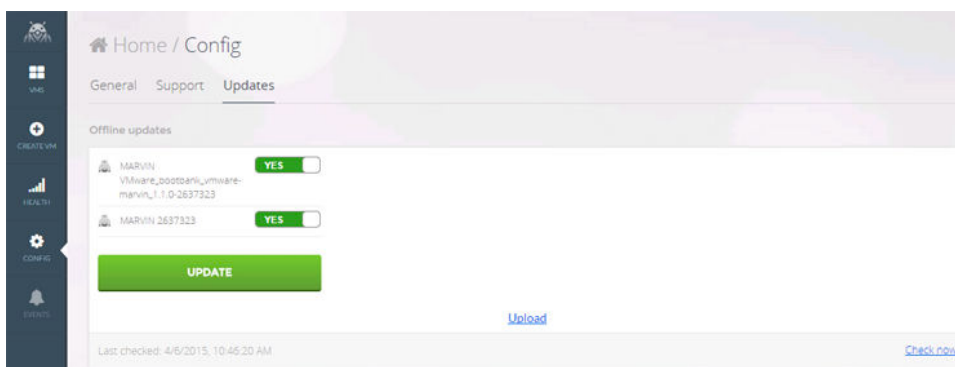 Home / Config
VMS
General Support Updates
CREATE VM
Offline updates
MARVIN YES
VMware_bootbank_vmware-
marvin_1.1.0-2637323
HEALTH
MARVIN 2637323 YES
CONFIG
UPDATE
EVENTS
Upload
Last checked: 4/6/2015, 10:46:20 AM Check now